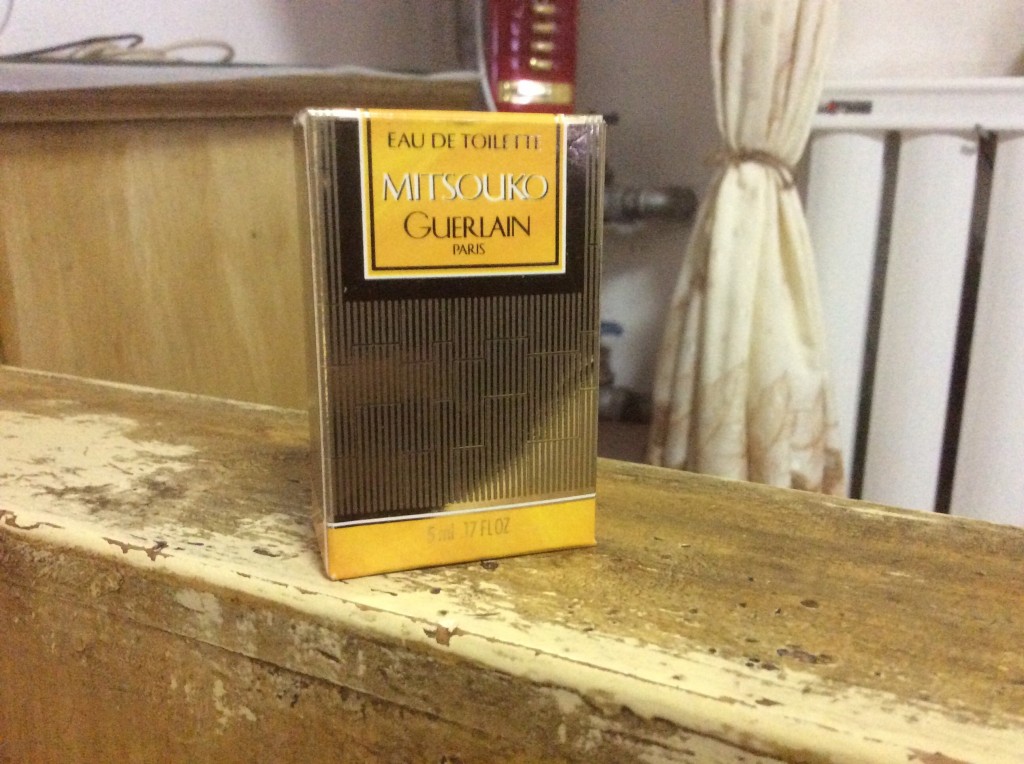 EAU DE TOILETTE
MITSOUKO
GUERLAIN
PARIS
5 ml .17 FL OZ